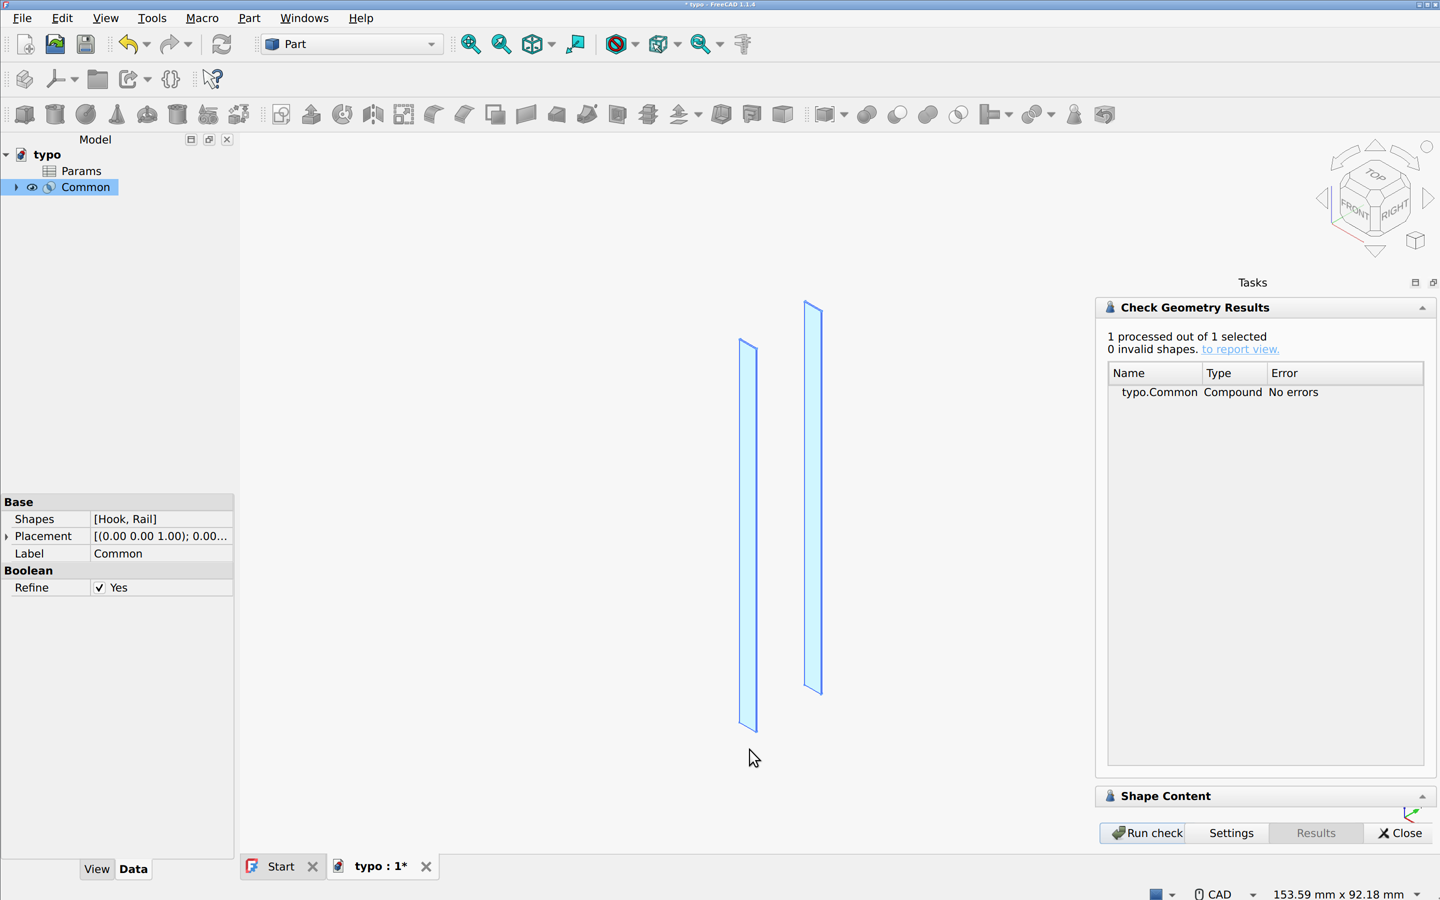 * typo - FreeCAD 1.1.4
File Edit View Tools Macro Part Windows Help
Part
Model
typo
Params
Common
TOP
FRONT
RIGHT
Tasks
Check Geometry Results
1 processed out of 1 selected
0 invalid shapes. to report view.
Name Type Error
typo.Common Compound No errors
Base
Shapes [Hook, Rail]
Placement [(0.00 0.00 1.00); 0.00...
Label Common
Boolean
Refine Yes
Shape Content
Run check Settings Results Close
View Data
Start typo : 1*
CAD 153.59 mm x 92.18 mm